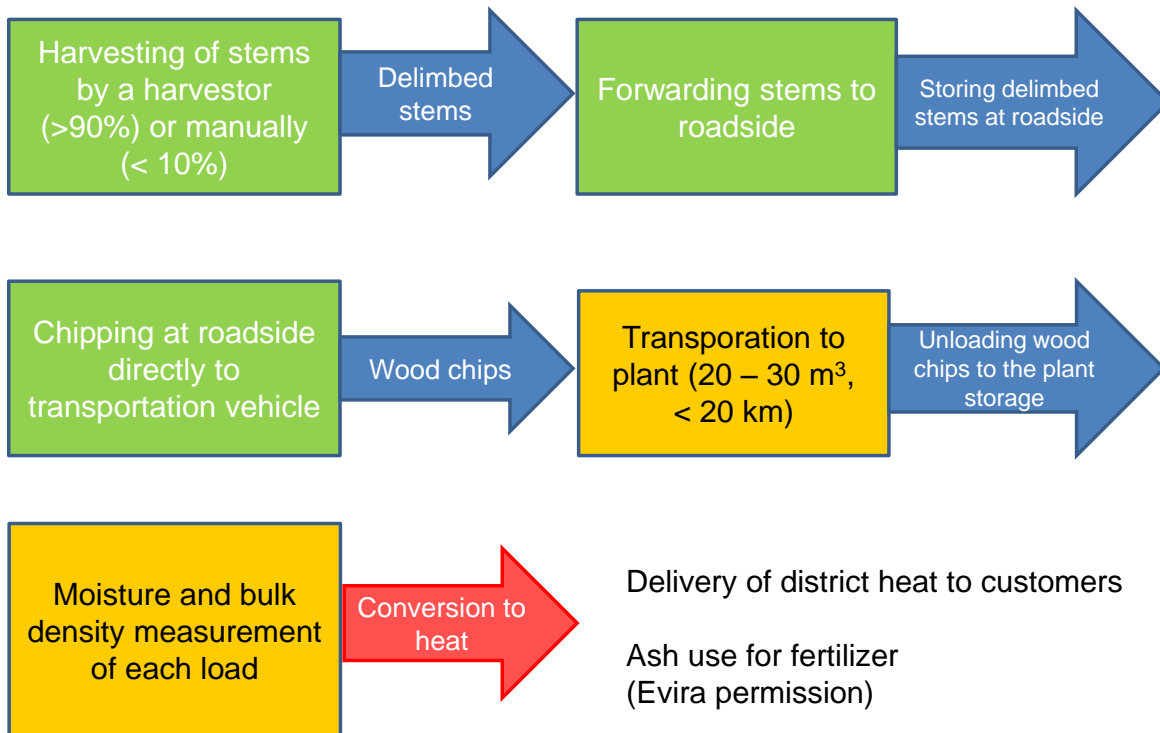 Harvesting of stems
by a harvestor
(>90%) or manually
(< 10%)
Delimbed
stems
Forwarding stems to
roadside
Storing delimbed
stems at roadside
Chipping at roadside
directly to
transportation vehicle
Wood chips
Transporation to
plant (20 – 30 m³,
< 20 km)
Unloading wood
chips to the plant
storage
Moisture and bulk
density measurement
of each load
Conversion to
heat
Delivery of district heat to customers
Ash use for fertilizer
(Evira permission)